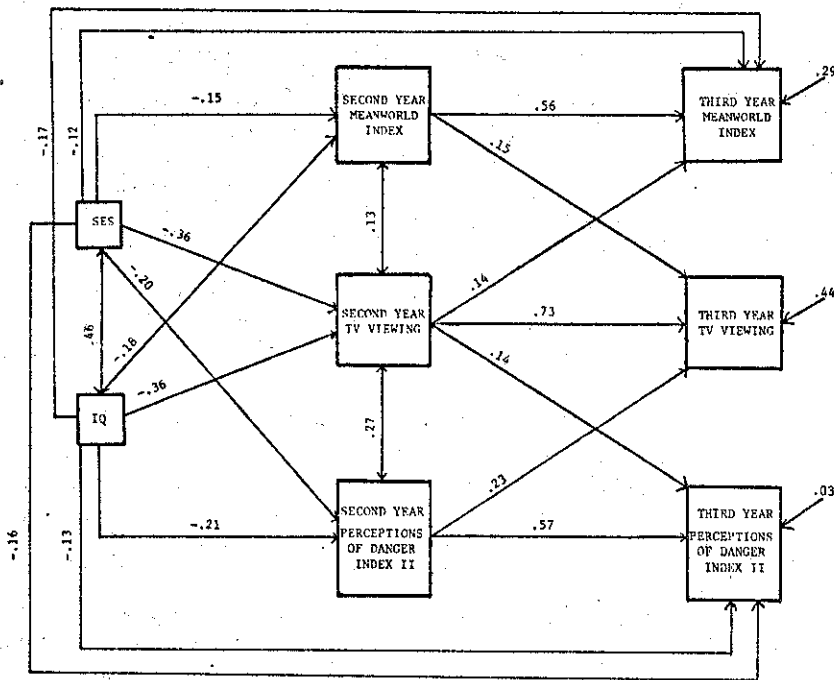 -.17
-.12
-.15
SECOND YEAR
MEANWORLD
INDEX
.56
THIRD YEAR
MEANWORLD
INDEX
.29
.15
SES
-.36
-.20
.13
.14
.46
-.18
SECOND YEAR
TV VIEWING
.73
THIRD YEAR
TV VIEWING
.44
-.36
.14
IQ
.27
.23
-.21
SECOND YEAR
PERCEPTIONS
OF DANGER
INDEX II
.57
THIRD YEAR
PERCEPTIONS
OF DANGER
INDEX II
.03
-.16
-.13